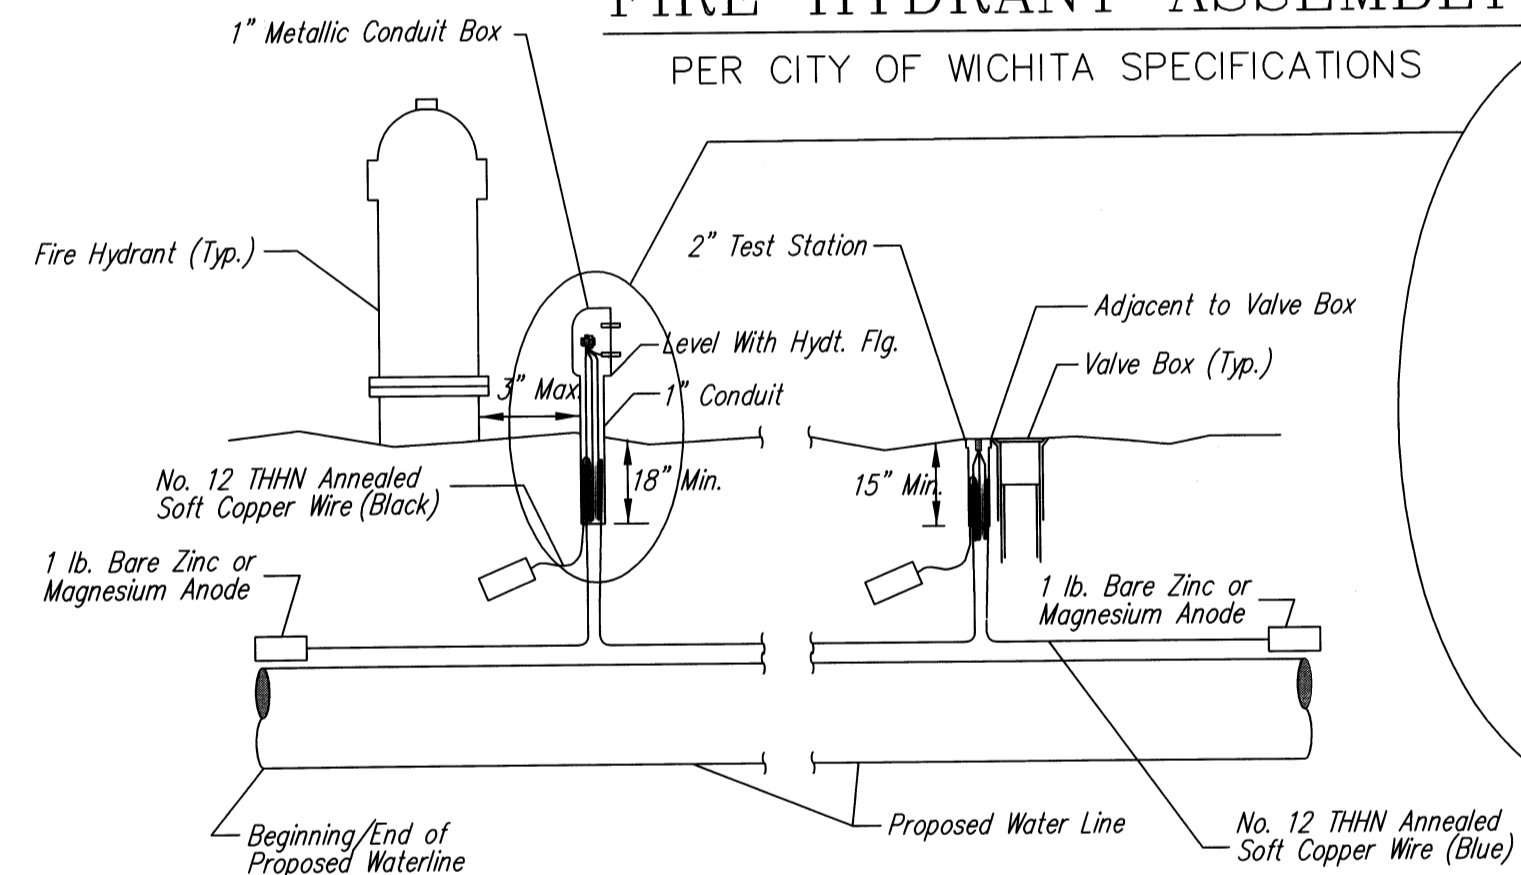 FIRE HYDRANT ASSEMBLY
PER CITY OF WICHITA SPECIFICATIONS
1" Metallic Conduit Box
Fire Hydrant (Typ.)
2" Test Station
Adjacent to Valve Box
Level With Hydt. Flg.
Valve Box (Typ.)
3" Max.
1" Conduit
No. 12 THHN Annealed
Soft Copper Wire (Black)
18" Min.
15" Min.
1 lb. Bare Zinc or
Magnesium Anode
1 lb. Bare Zinc or
Magnesium Anode
Beginning/End of
Proposed Waterline
Proposed Water Line
No. 12 THHN Annealed
Soft Copper Wire (Blue)